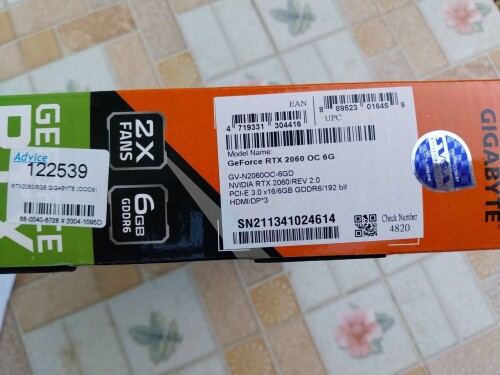 GIGABYTE
GE CE
2X
FANS
6GB
GDDR6
Advice
122539
RTX2060/6GB GIGABYTE (OCOD6)
68-0040-6728 # 2004-1095D
EAN
4 719331 304416
8 89523 01645 9
UPC
Model Name:
GeForce RTX 2060 OC 6G
GV-N2060OC-6GD
NVIDIA RTX 2060/REV 2.0
PCI-E 3.0 x16/6GB GDDR6/192 bit
HDMI/DP*3
SN211341024614
Check Number
4820